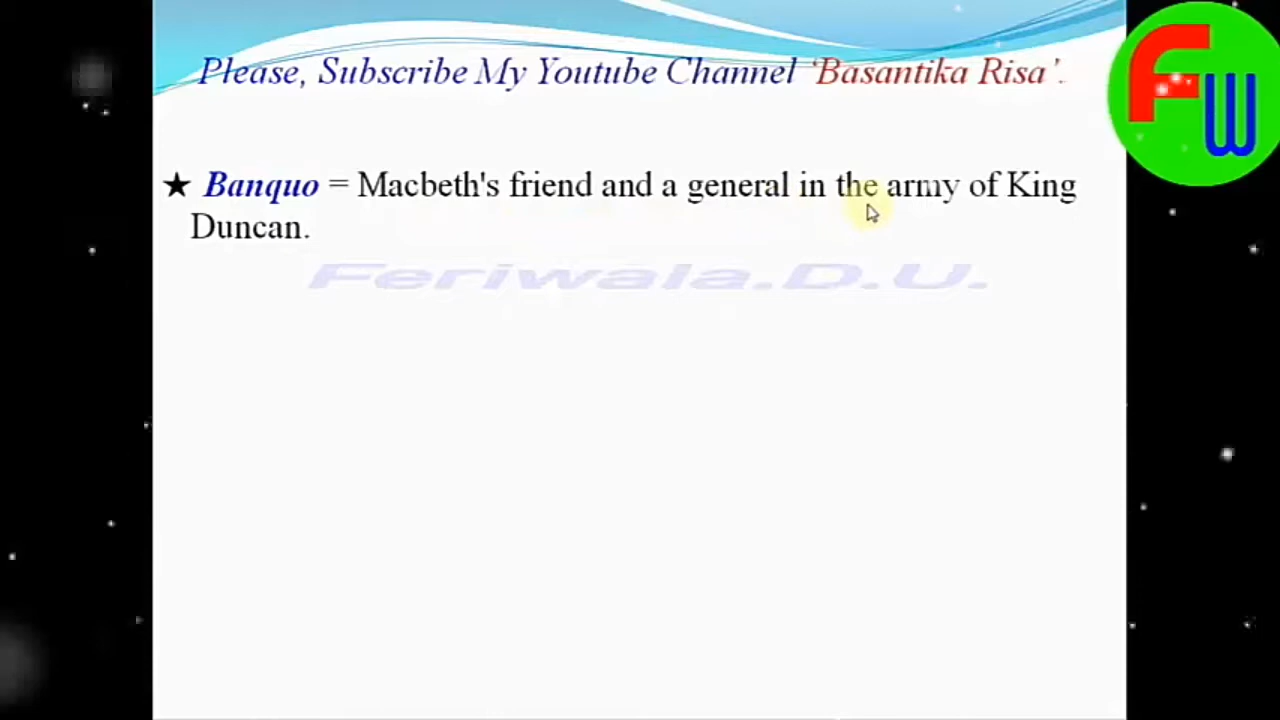 Please, Subscribe My Youtube Channel ‘Basantika Risa’.
FW
★ Banquo = Macbeth's friend and a general in the army of King
Duncan.
Feriwala.D.U.